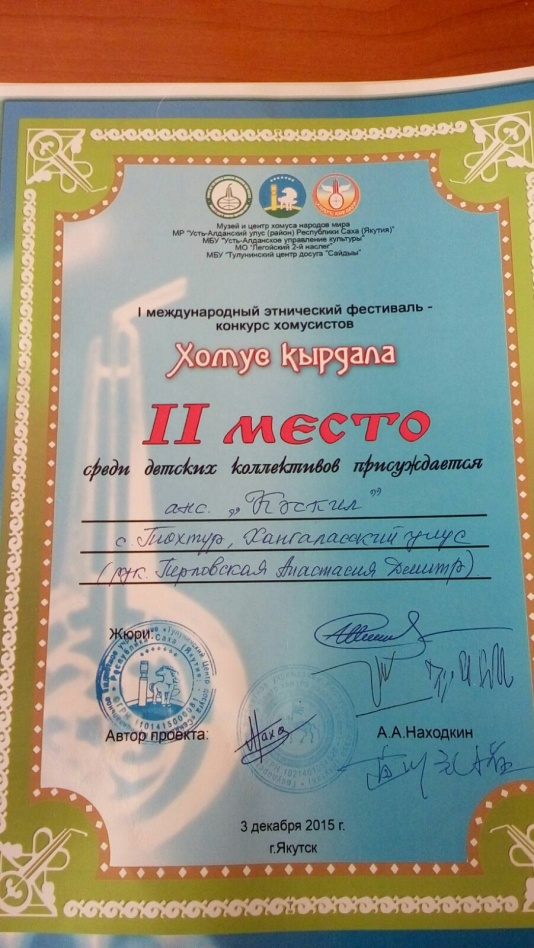 Музей и центр хомуса народов мира
МР "Усть-Алданский улус (район) Республики Саха (Якутия)"
МБУ "Усть-Алданское управление культуры"
МО "Легойский 2-й наслег"
МБУ "Тулунинский центр досуга "Сайдыы"
I международный этнический фестиваль -
конкурс хомусистов
Хомус кырдала
II место
среди детских коллективов присуждается
анс. „Кэскил"
с. Тюхтур, Хангаласский улус
(рук. Перловская Анастасия Дмитр)
Жюри:
Автор проекта:
А.А.Находкин
3 декабря 2015 г.
г.Якутск